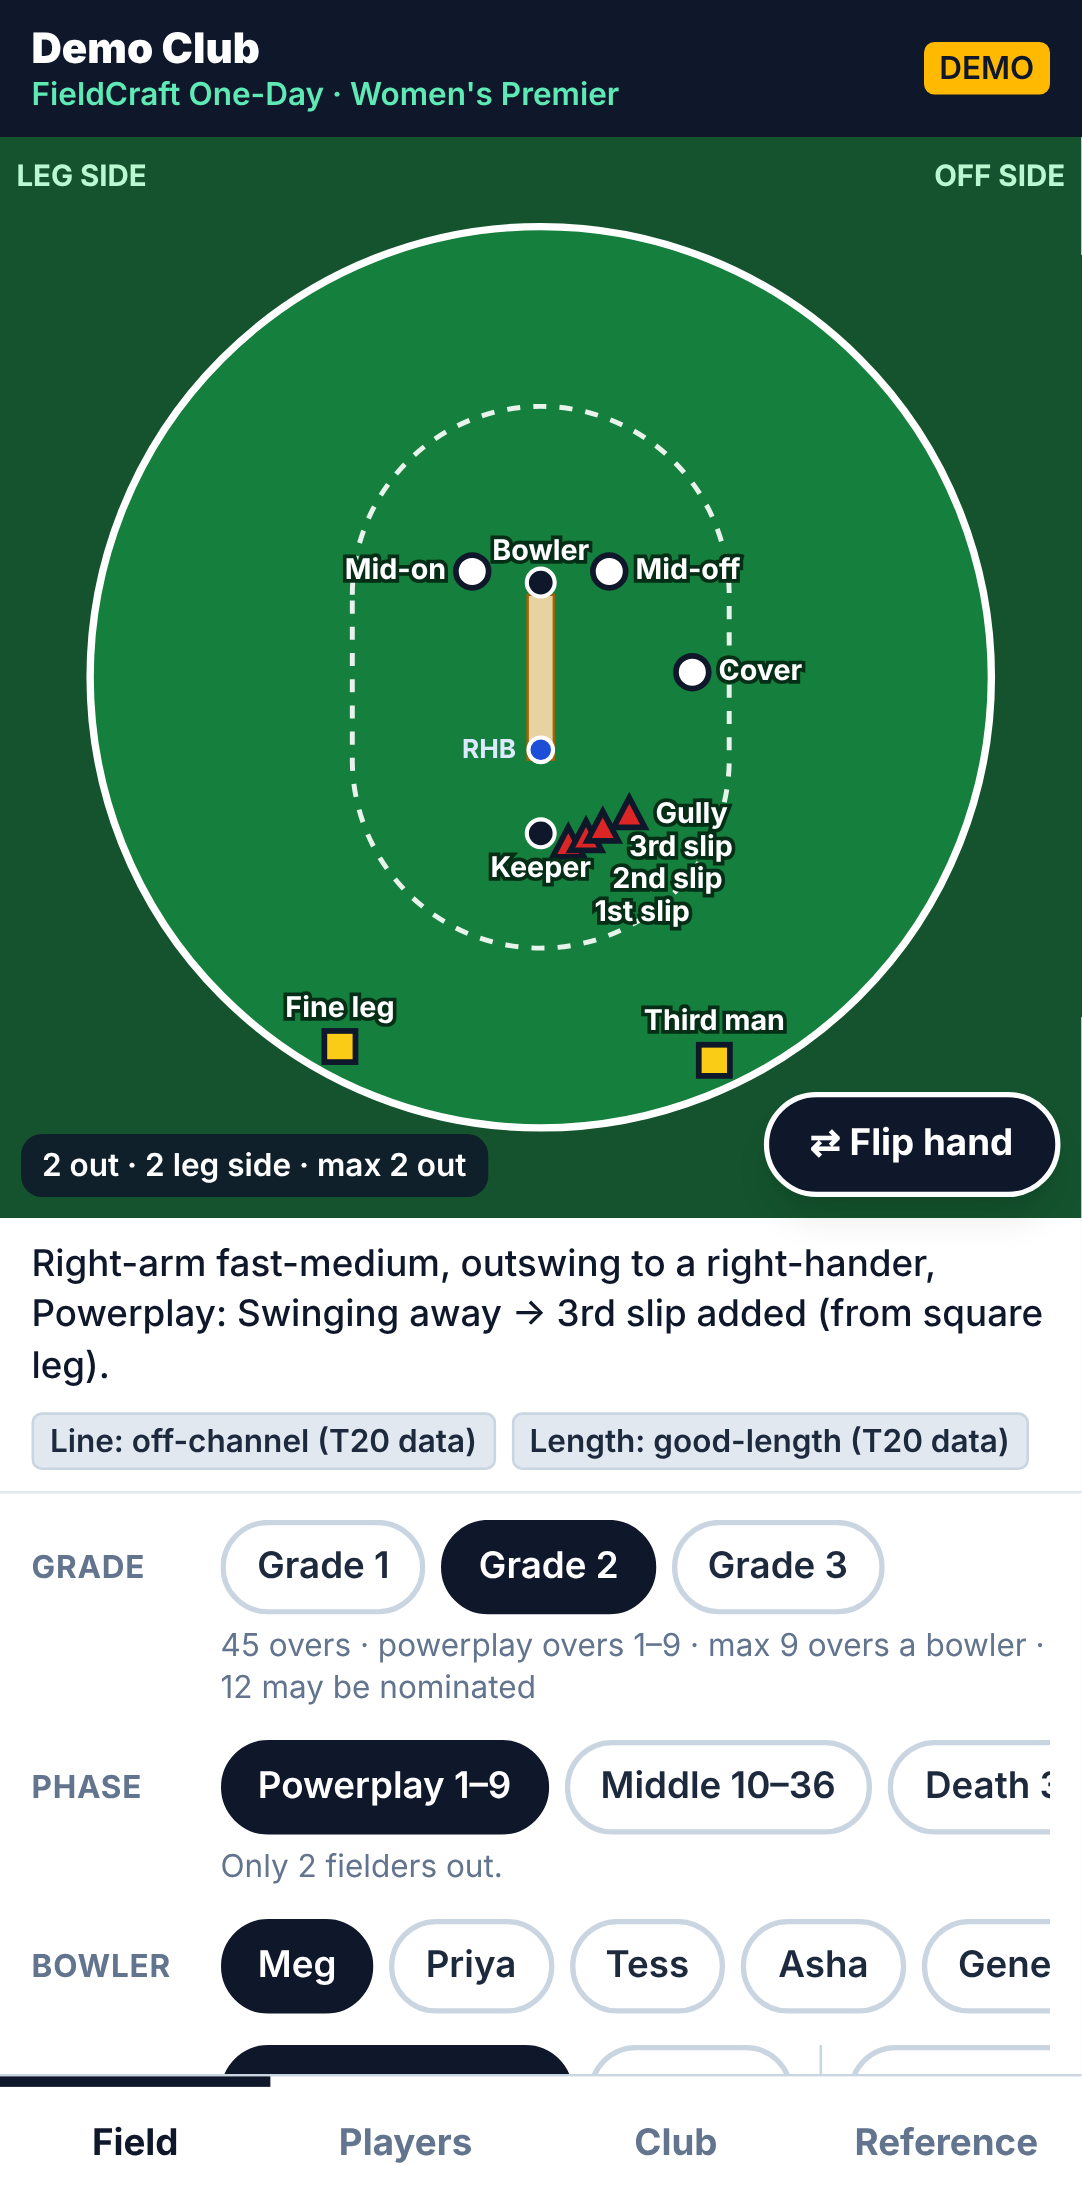 Demo Club
FieldCraft One-Day · Women's Premier
DEMO
LEG SIDE
OFF SIDE
Bowler
Mid-on
Mid-off
Cover
RHB
Gully
3rd slip
Keeper
2nd slip
1st slip
Fine leg
Third man
⇄ Flip hand
2 out · 2 leg side · max 2 out
Right-arm fast-medium, outswing to a right-hander,
Powerplay: Swinging away → 3rd slip added (from square
leg).
Line: off-channel (T20 data)
Length: good-length (T20 data)
GRADE
Grade 1
Grade 2
Grade 3
45 overs · powerplay overs 1–9 · max 9 overs a bowler ·
12 may be nominated
PHASE
Powerplay 1–9
Middle 10–36
Death 3
Only 2 fielders out.
BOWLER
Meg
Priya
Tess
Asha
Gene
Field
Players
Club
Reference